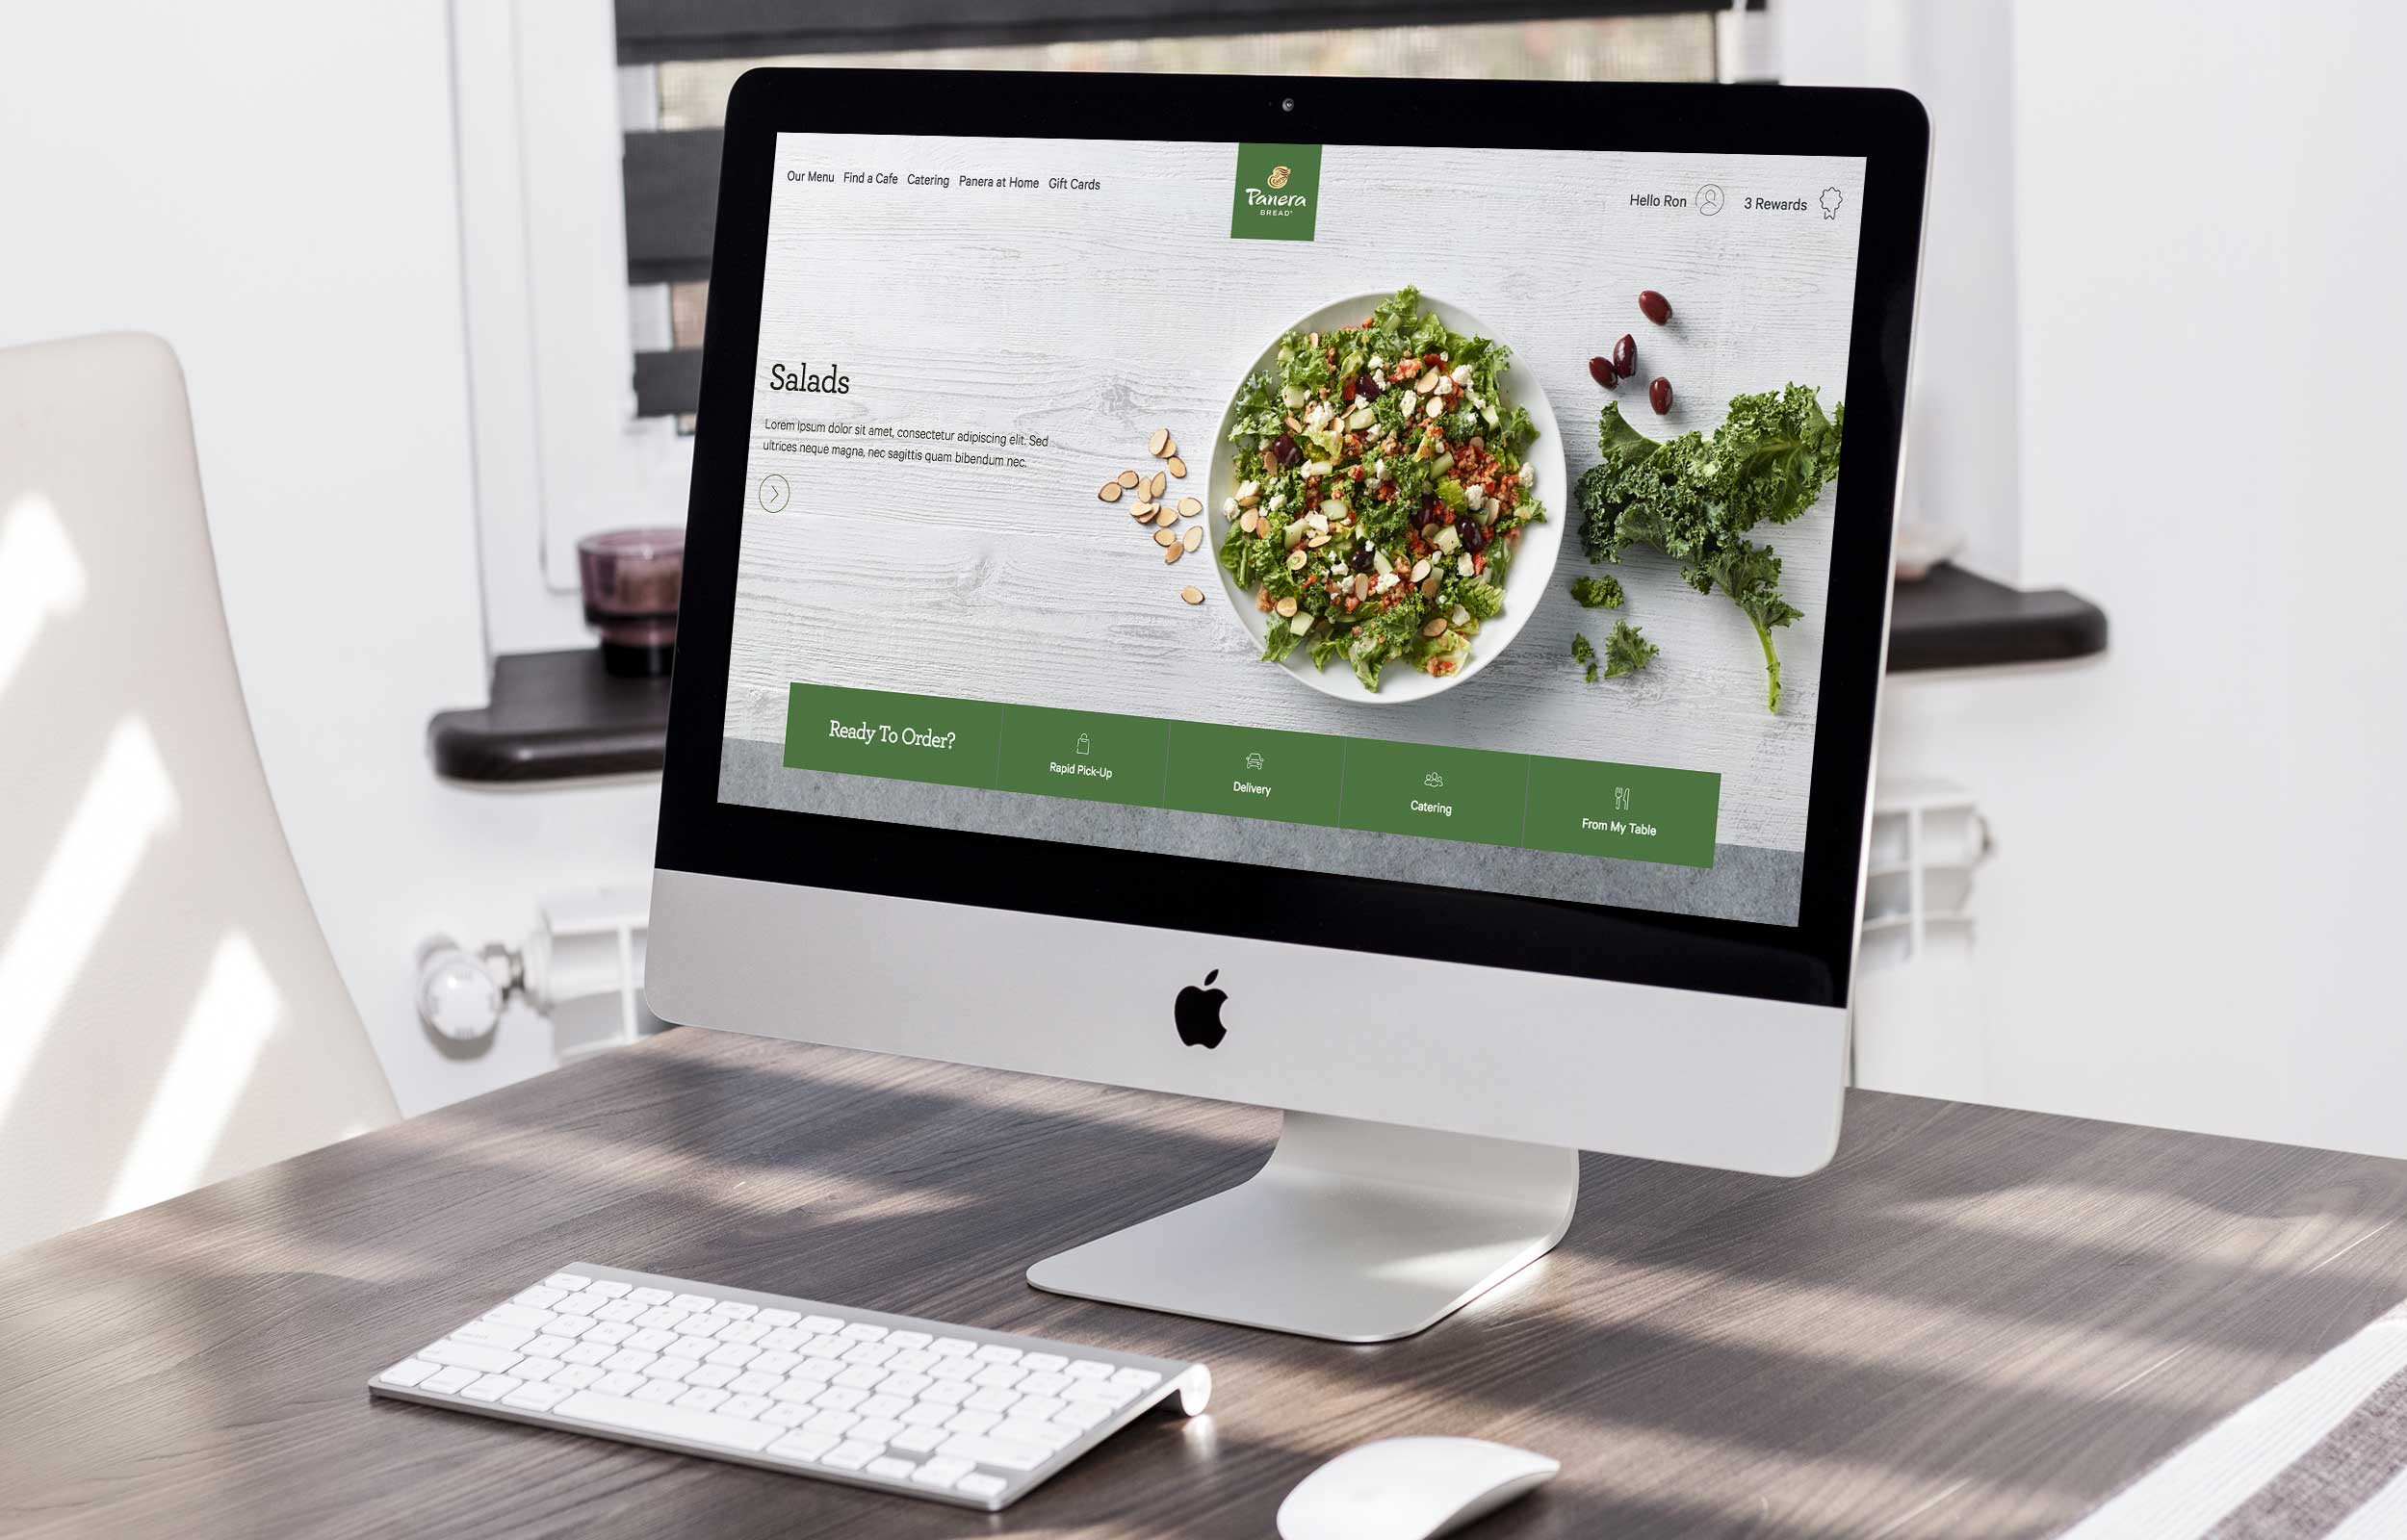 Our Menu Find a Cafe Catering Panera at Home Gift Cards
Panera
BREAD®
Hello Ron 3 Rewards
Salads
Lorem ipsum dolor sit amet, consectetur adipiscing elit. Sed
ultrices neque magna, nec sagittis quam bibendum nec.
Ready To Order?
Rapid Pick-Up
Delivery
Catering
From My Table